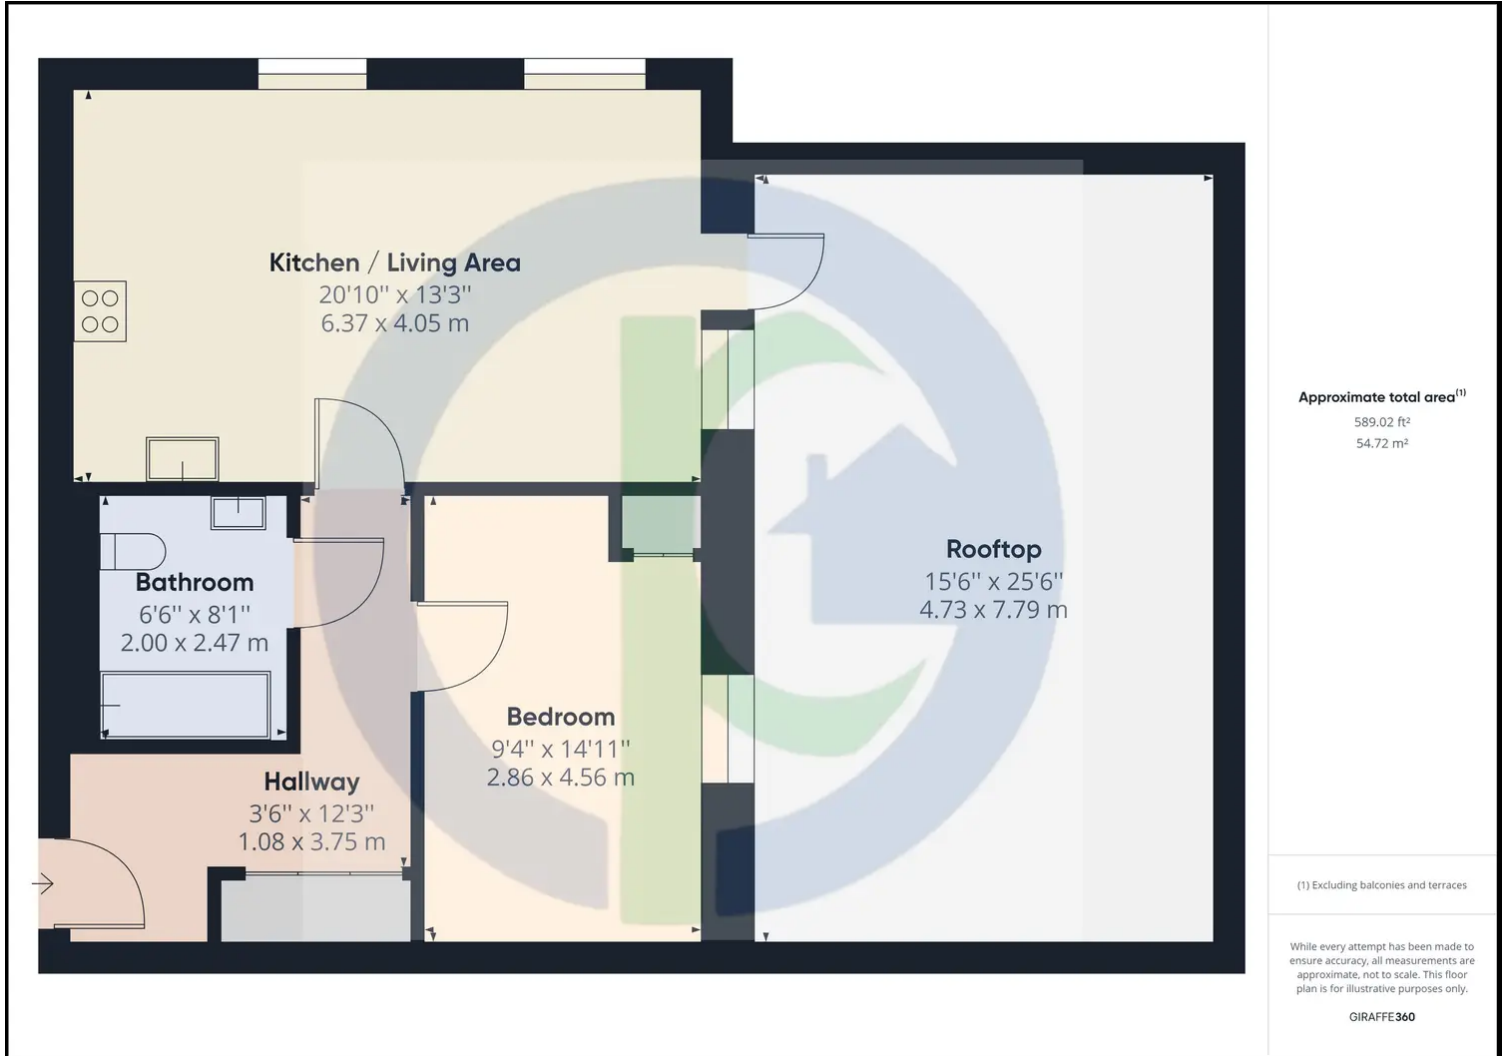 Kitchen / Living Area
20'10'' x 13'3''
6.37 x 4.05 m
Bathroom
6'6'' x 8'1''
2.00 x 2.47 m
Hallway
3'6'' x 12'3''
1.08 x 3.75 m
Bedroom
9'4'' x 14'11''
2.86 x 4.56 m
Rooftop
15'6'' x 25'6''
4.73 x 7.79 m
Approximate total area(1)
589.02 ft²
54.72 m²
(1) Excluding balconies and terraces
While every attempt has been made to
ensure accuracy, all measurements are
approximate, not to scale. This floor
plan is for illustrative purposes only.
GIRAFFE360